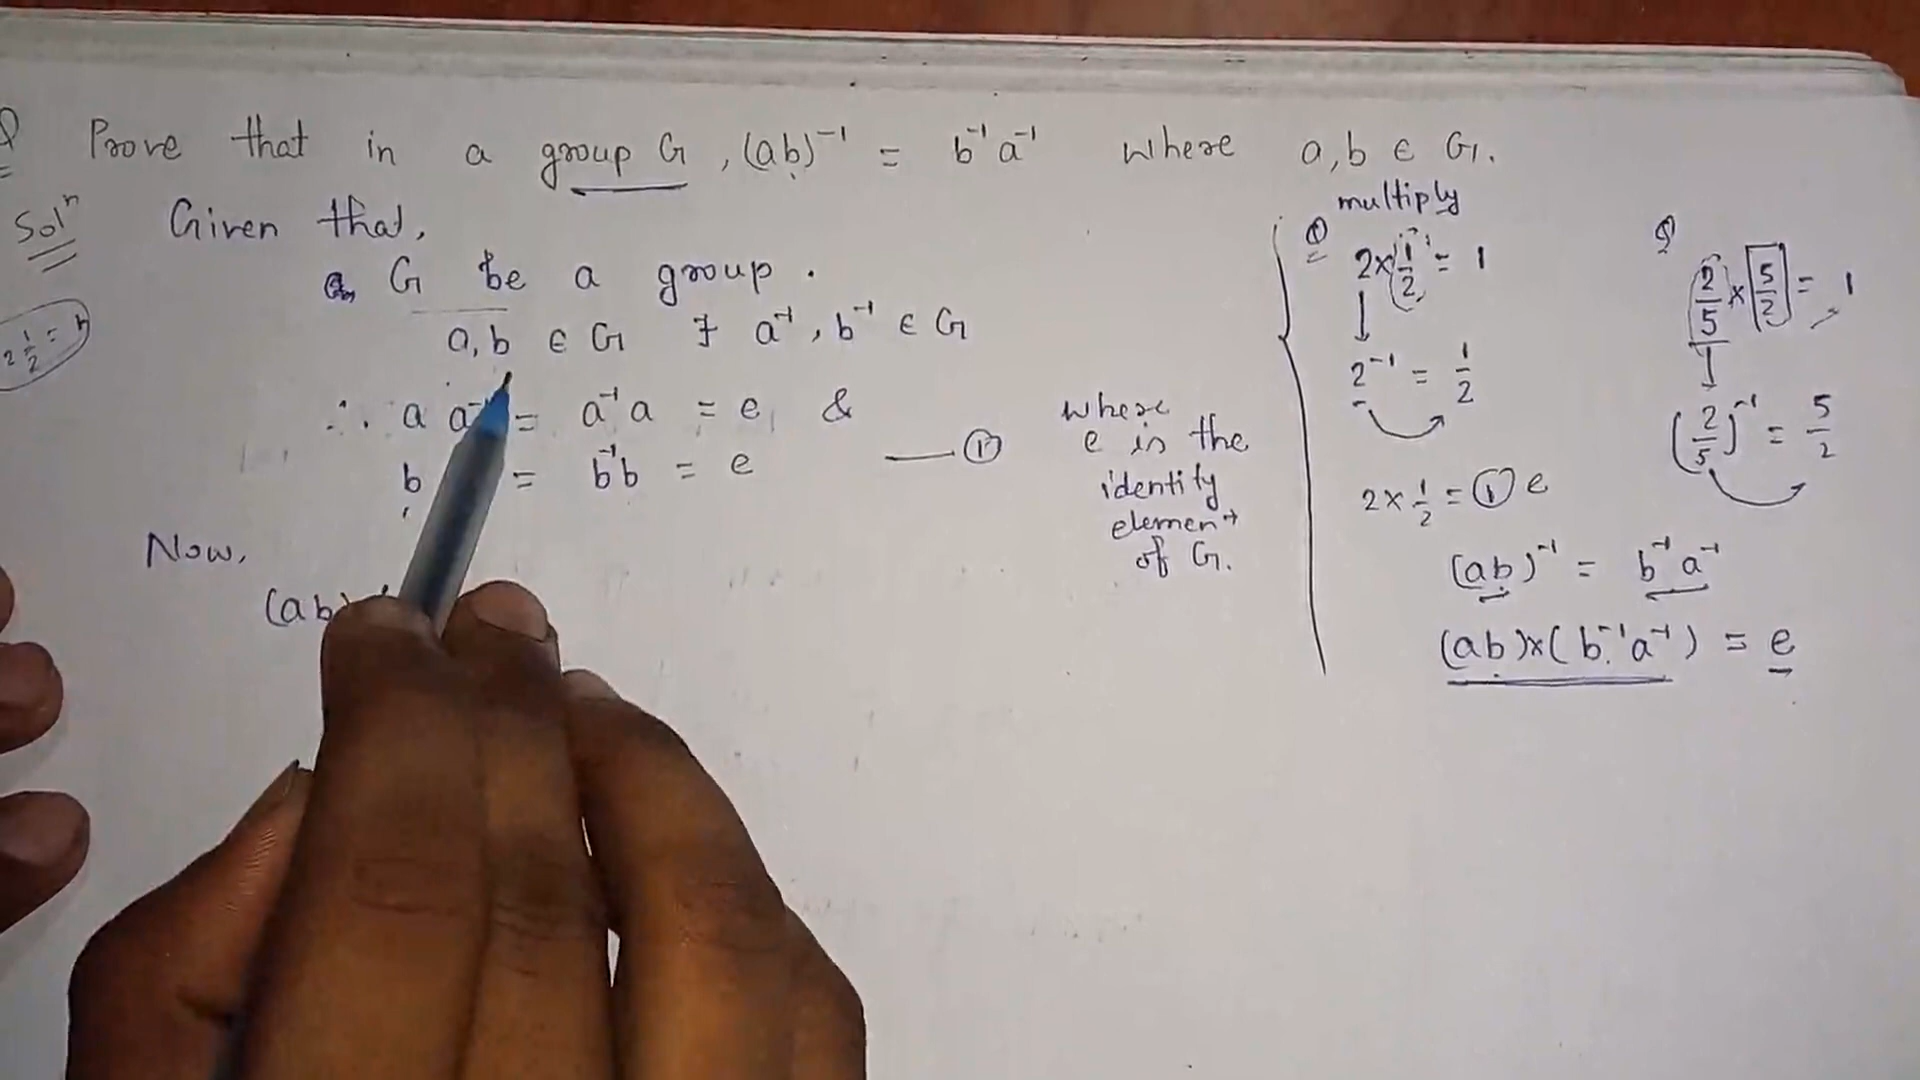 Q Prove that in a group G, (ab)⁻¹ = b⁻¹a⁻¹ where a,b ∈ G.
Solⁿ Given that,
G be a group.
a,b ∈ G ∃ a⁻¹, b⁻¹ ∈ G
∴ a a⁻¹ = a⁻¹a = e &
b = b⁻¹b = e
— ①
where
e is the
identity
element
of G.
Now,
(ab)
multiply
Q 2×1/2 = 1
2⁻¹ = 1/2
2×1/2 = ① e
Q 2/5 × 5/2 = 1
(2/5)⁻¹ = 5/2
(ab)⁻¹ = b⁻¹a⁻¹
(ab)×(b⁻¹a⁻¹) = e